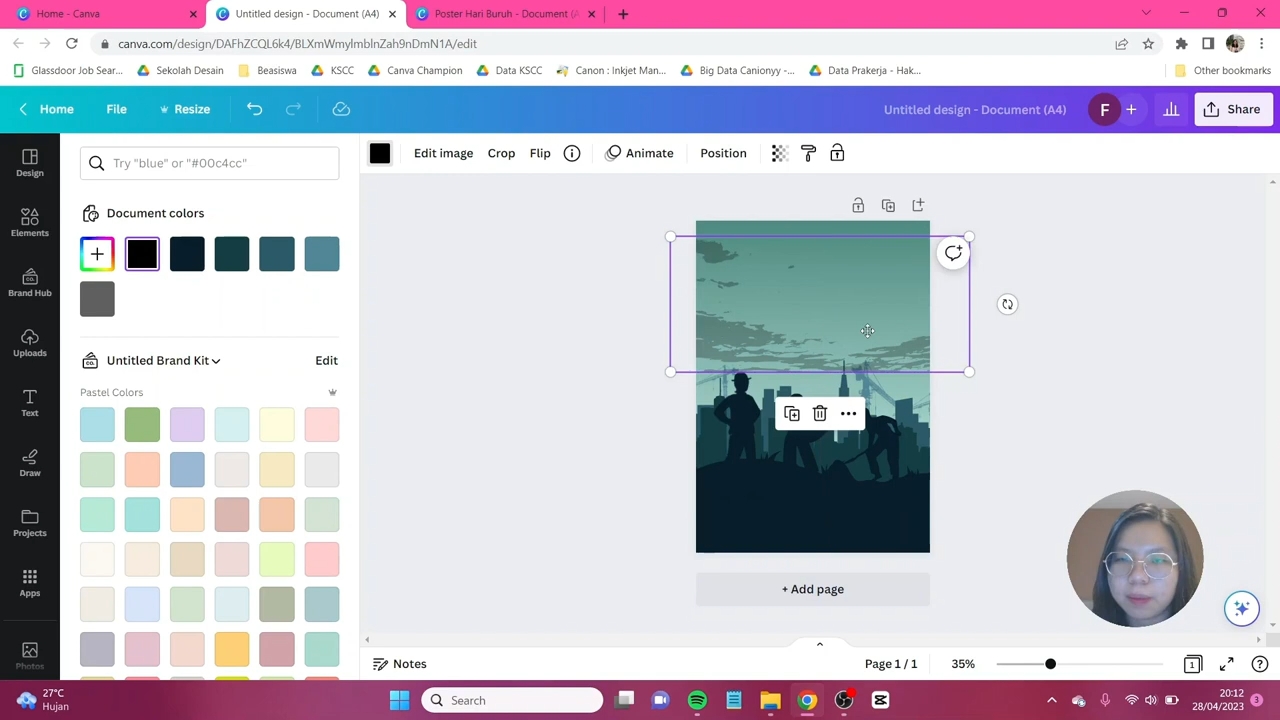 Home - Canva
Untitled design - Document (A4)
Poster Hari Buruh - Document (A
canva.com/design/DAFhZCQL6k4/BLXmWmylmblnZah9nDmN1A/edit
Glassdoor Job Sear...
Sekolah Desain
Beasiswa
KSCC
Canva Champion
Data KSCC
Canon : Inkjet Man...
Big Data Canionyy -...
Data Prakerja - Hak...
Other bookmarks
Home
File
Resize
Untitled design - Document (A4)
F
Share
Design
Elements
Brand Hub
Uploads
Text
Draw
Projects
Apps
Photos
Try "blue" or "#00c4cc"
Document colors
Untitled Brand Kit
Edit
Pastel Colors
Edit image
Crop
Flip
Animate
Position
+ Add page
Notes
Page 1 / 1
35%
1
27°C
Hujan
Search
20:12
28/04/2023
3